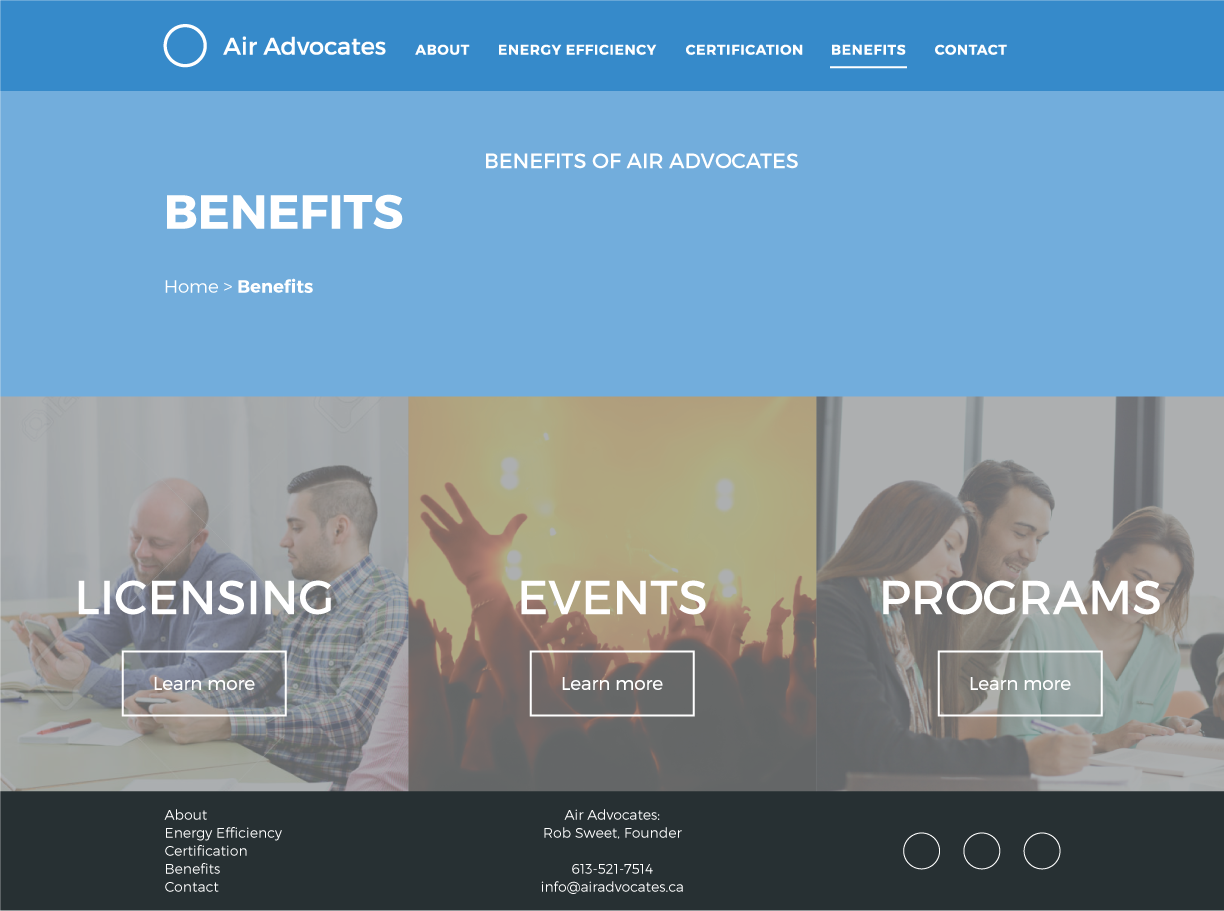 Air Advocates
ABOUT
ENERGY EFFICIENCY
CERTIFICATION
BENEFITS
CONTACT
BENEFITS OF AIR ADVOCATES
BENEFITS
Home > Benefits
LICENSING
Learn more
EVENTS
Learn more
PROGRAMS
Learn more
About
Energy Efficiency
Certification
Benefits
Contact
Air Advocates:
Rob Sweet, Founder
613-521-7514
info@airadvocates.ca